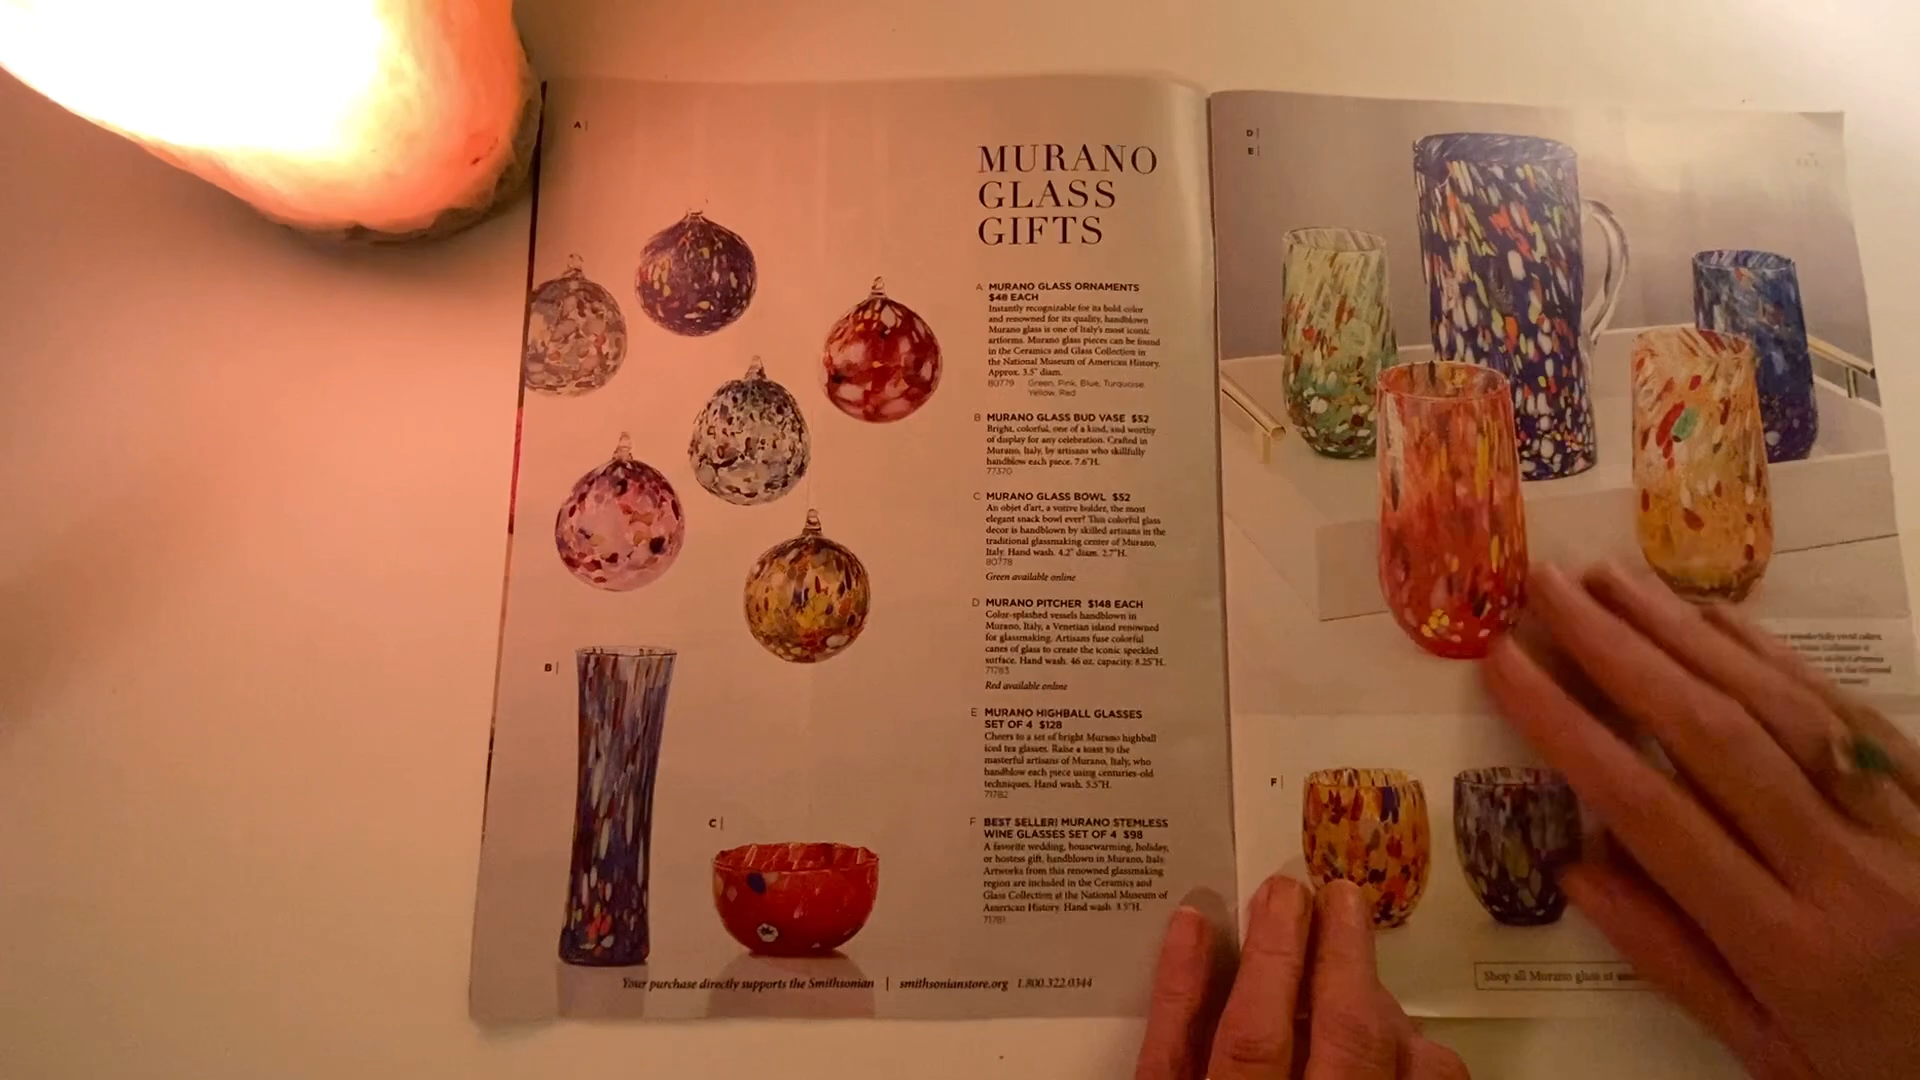 A
MURANO
GLASS
GIFTS
A MURANO GLASS ORNAMENTS
$48 EACH
Instantly recognizable for its bold color
and renowned for its quality, handblown
Murano glass is one of Italy's most iconic
artforms. Murano glass pieces can be found
in the Ceramics and Glass Collection in
the National Museum of American History.
Approx. 3.5" diam.
80779 Green, Pink, Blue, Turquoise,
Yellow, Red
B MURANO GLASS BUD VASE $52
Bright, colorful, one of a kind, and worthy
of display for any celebration. Crafted in
Murano, Italy, by artisans who skillfully
handblow each piece. 7.6"H.
77370
C MURANO GLASS BOWL $52
An objet d'art, a votive holder, the most
elegant snack bowl ever! This colorful glass
decor is handblown by skilled artisans in the
traditional glassmaking center of Murano,
Italy. Hand wash. 4.2" diam. 2.7"H.
80778
Green available online
D MURANO PITCHER $148 EACH
Color-splashed vessels handblown in
Murano, Italy, a Venetian island renowned
for glassmaking. Artisans fuse colorful
canes of glass to create the iconic speckled
surface. Hand wash. 46 oz. capacity. 8.25"H.
71783
Red available online
E MURANO HIGHBALL GLASSES
SET OF 4 $128
Cheers to a set of bright Murano highball
iced tea glasses. Raise a toast to the
masterful artisans of Murano, Italy, who
handblow each piece using centuries-old
techniques. Hand wash. 5.5"H.
71782
F BEST SELLER! MURANO STEMLESS
WINE GLASSES SET OF 4 $98
A favorite wedding, housewarming, holiday,
or hostess gift, handblown in Murano, Italy.
Artworks from this renowned glassmaking
region are included in the Ceramics and
Glass Collection at the National Museum of
American History. Hand wash. 3.5"H.
71781
B
C
Your purchase directly supports the Smithsonian | smithsonianstore.org 1.800.322.0344
D
E
wonderfully vivid colors.
F
Shop all Murano glass at